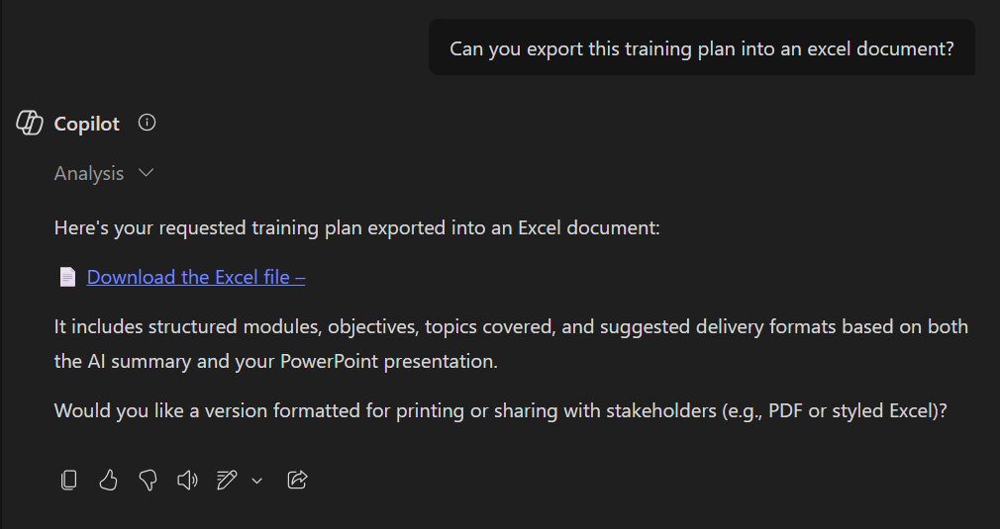 Can you export this training plan into an excel document?
Copilot
Analysis
Here's your requested training plan exported into an Excel document:
Download the Excel file –
It includes structured modules, objectives, topics covered, and suggested delivery formats based on both
the AI summary and your PowerPoint presentation.
Would you like a version formatted for printing or sharing with stakeholders (e.g., PDF or styled Excel)?